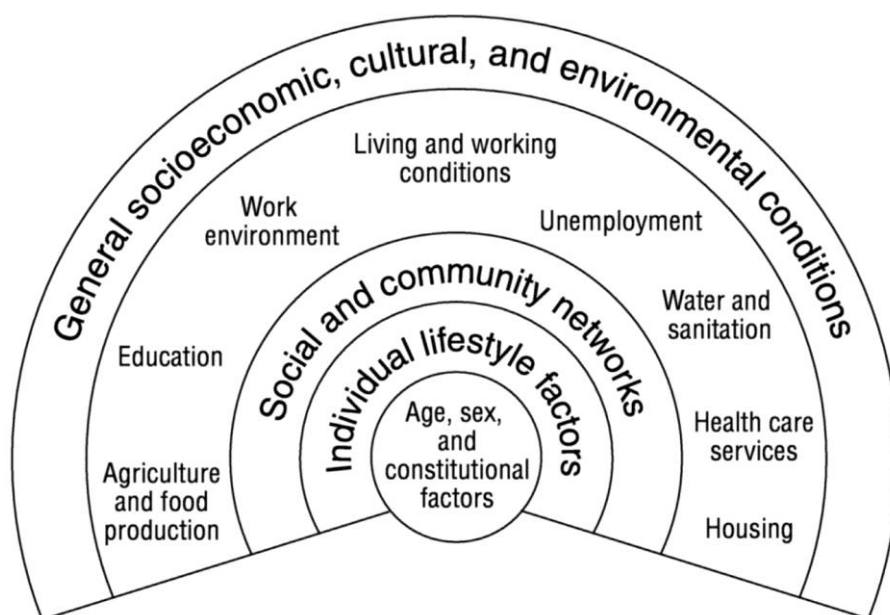 General socioeconomic, cultural, and environmental conditions
Living and working
conditions
Work
environment
Unemployment
Water and
sanitation
Education
Health care
services
Agriculture
and food
production
Housing
Social and community networks
Individual lifestyle factors
Age, sex,
and
constitutional
factors